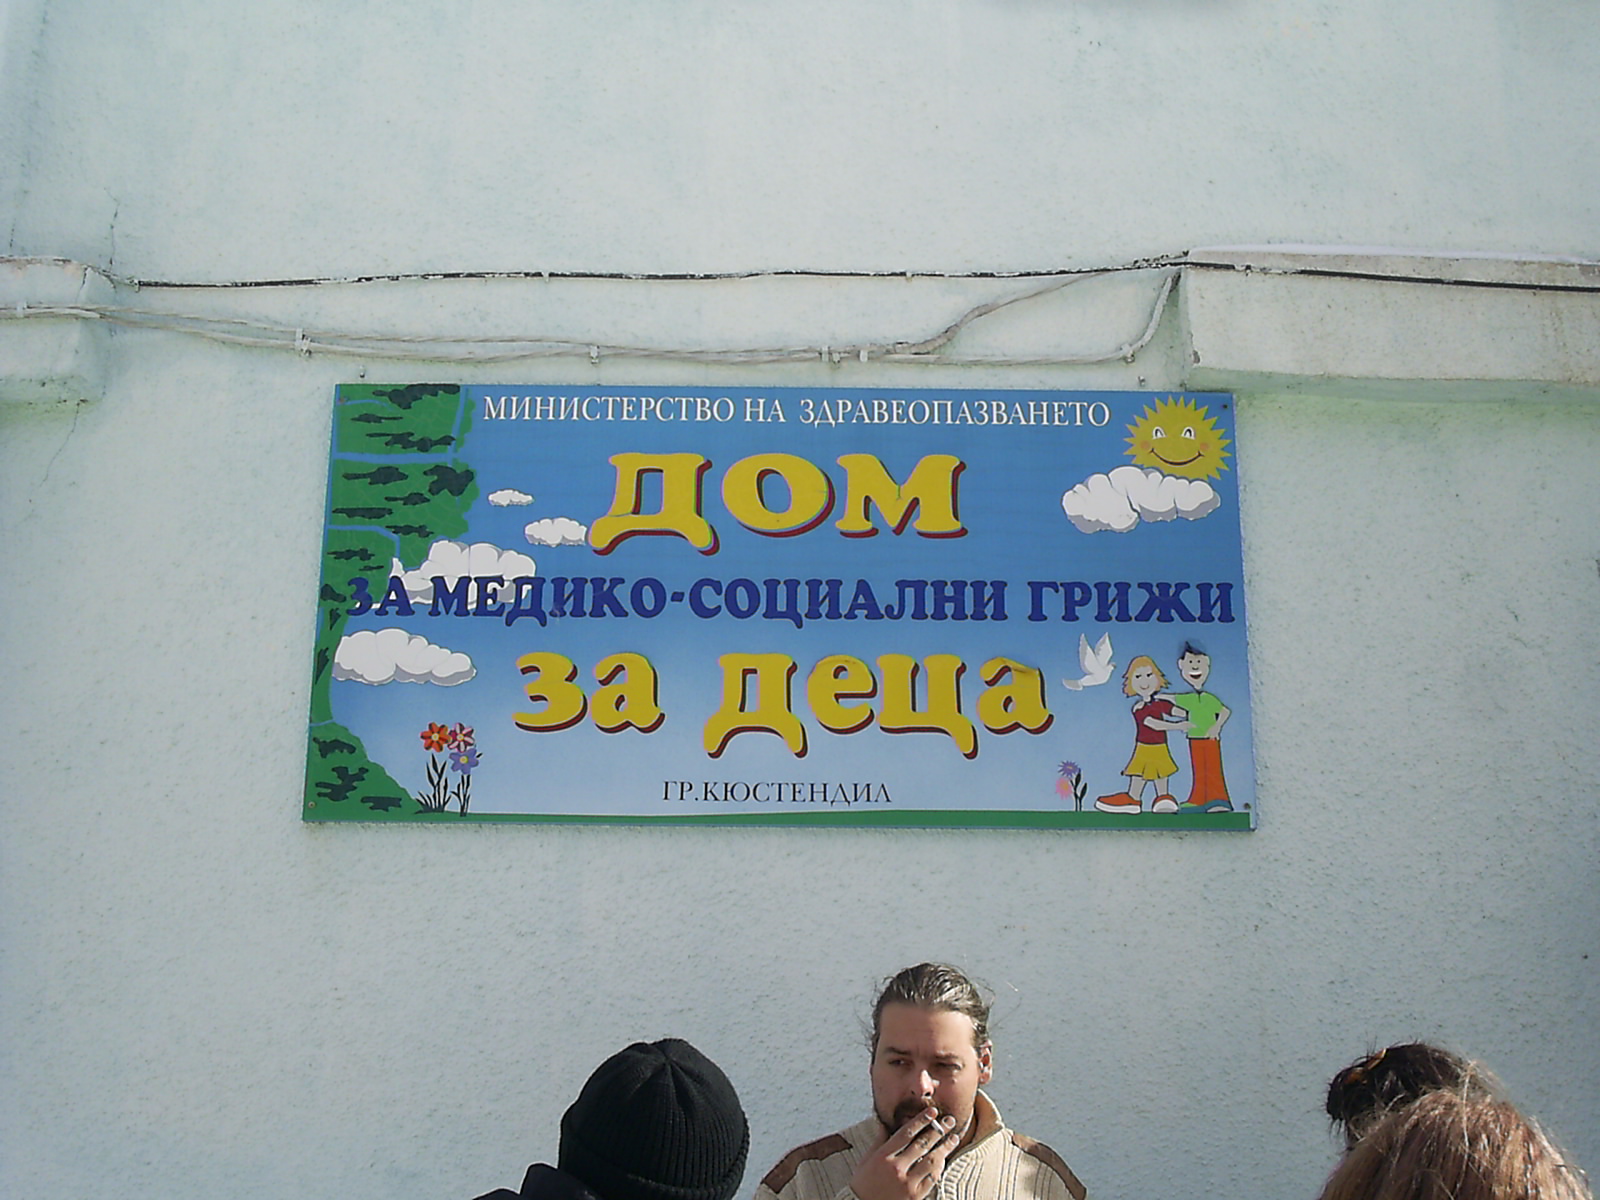 МИНИСТЕРСТВО НА ЗДРАВЕОПАЗВАНЕТО
ДОМ
ЗА МЕДИКО-СОЦИАЛНИ ГРИЖИ
за деца
ГР.КЮСТЕНДИЛ